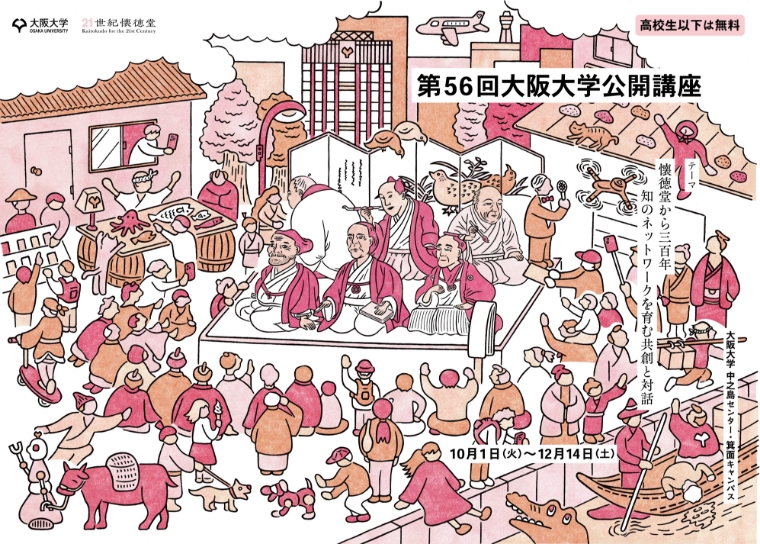 大阪大学
OSAKA UNIVERSITY
21世紀懐徳堂
Kaitokudo for the 21st Century
高校生以下は無料
第56回大阪大学公開講座
テーマ
懐徳堂から三百年
知のネットワークを育む共創と対話
大阪大学 中之島センター・箕面キャンパス
10月1日(火)〜12月14日(土)